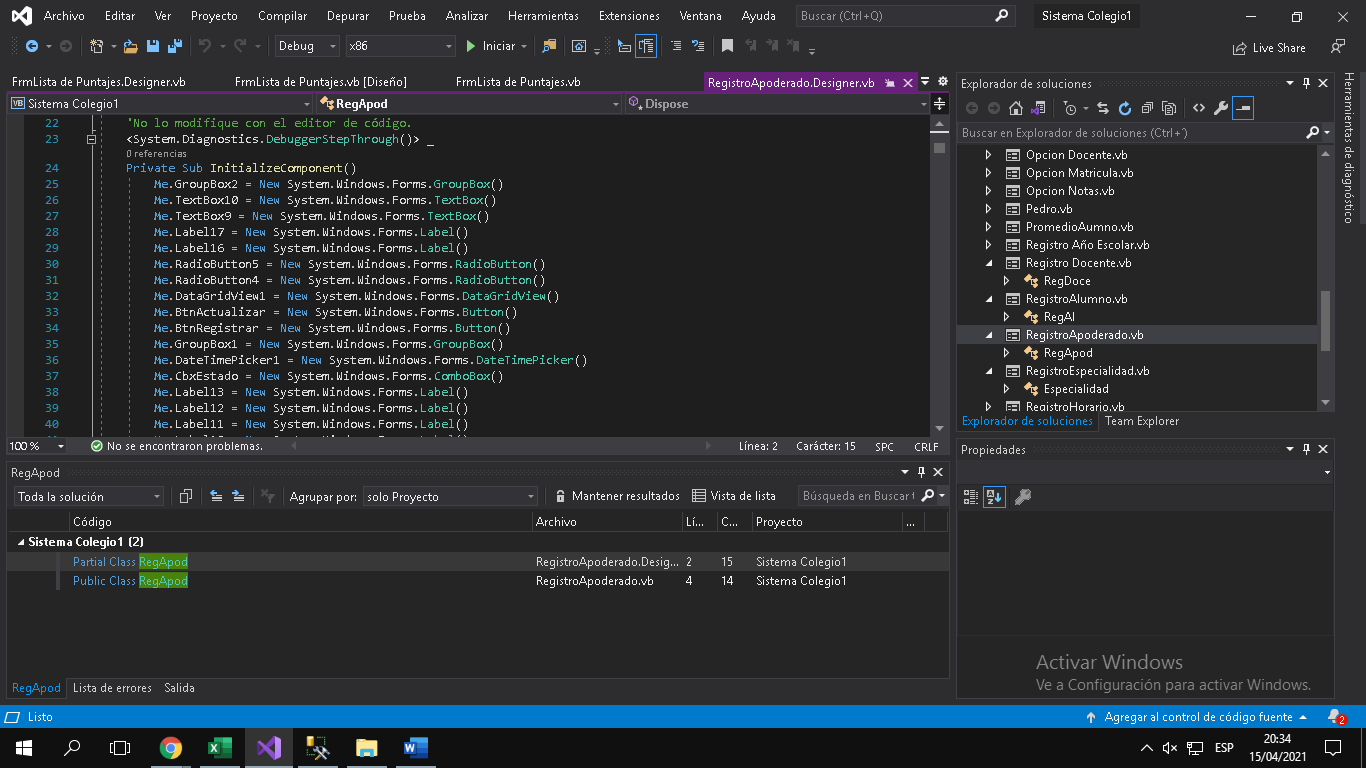 Archivo Editar Ver Proyecto Compilar Depurar Prueba Analizar Herramientas Extensiones Ventana Ayuda Buscar (Ctrl+Q) Sistema Colegio1
Debug x86 Iniciar Live Share
FrmLista de Puntajes.Designer.vb FrmLista de Puntajes.vb [Diseño] FrmLista de Puntajes.vb RegistroApoderado.Designer.vb
Sistema Colegio1 RegApod Dispose
22 'No lo modifique con el editor de código.
23 <System.Diagnostics.DebuggerStepThrough()> _
0 referencias
24 Private Sub InitializeComponent()
25 Me.GroupBox2 = New System.Windows.Forms.GroupBox()
26 Me.TextBox10 = New System.Windows.Forms.TextBox()
27 Me.TextBox9 = New System.Windows.Forms.TextBox()
28 Me.Label17 = New System.Windows.Forms.Label()
29 Me.Label16 = New System.Windows.Forms.Label()
30 Me.RadioButton5 = New System.Windows.Forms.RadioButton()
31 Me.RadioButton4 = New System.Windows.Forms.RadioButton()
32 Me.DataGridView1 = New System.Windows.Forms.DataGridView()
33 Me.BtnActualizar = New System.Windows.Forms.Button()
34 Me.BtnRegistrar = New System.Windows.Forms.Button()
35 Me.GroupBox1 = New System.Windows.Forms.GroupBox()
36 Me.DateTimePicker1 = New System.Windows.Forms.DateTimePicker()
37 Me.CbxEstado = New System.Windows.Forms.ComboBox()
38 Me.Label13 = New System.Windows.Forms.Label()
39 Me.Label12 = New System.Windows.Forms.Label()
40 Me.Label11 = New System.Windows.Forms.Label()
100 % No se encontraron problemas. Línea: 2 Carácter: 15 SPC CRLF
RegApod
Toda la solución Agrupar por: solo Proyecto Mantener resultados Vista de lista Búsqueda en Buscar
Código Archivo Lí... C... Proyecto ...
Sistema Colegio1 (2)
Partial Class RegApod RegistroApoderado.Desig... 2 15 Sistema Colegio1
Public Class RegApod RegistroApoderado.vb 4 14 Sistema Colegio1
RegApod Lista de errores Salida
Explorador de soluciones
Buscar en Explorador de soluciones (Ctrl+´)
Opcion Docente.vb
Opcion Matricula.vb
Opcion Notas.vb
Pedro.vb
PromedioAumno.vb
Registro Año Escolar.vb
Registro Docente.vb
RegDoce
RegistroAlumno.vb
RegAl
RegistroApoderado.vb
RegApod
RegistroEspecialidad.vb
Especialidad
RegistroHorario.vb
Explorador de soluciones Team Explorer
Propiedades
Herramientas de diagnóstico
Activar Windows
Ve a Configuración para activar Windows.
Listo Agregar al control de código fuente 2
ESP 20:34
15/04/2021